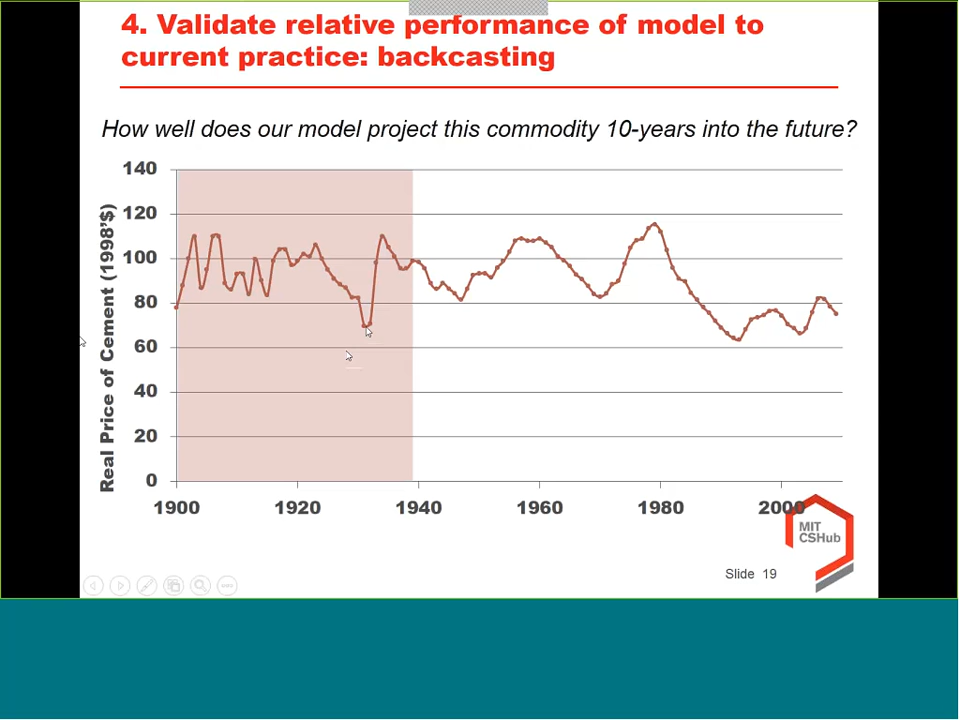 4. Validate relative performance of model to
current practice: backcasting
How well does our model project this commodity 10-years into the future?
Real Price of Cement (1998'$)
140
120
100
80
60
40
20
0
1900 1920 1940 1960 1980 2000
MIT
CSHub
Slide 19